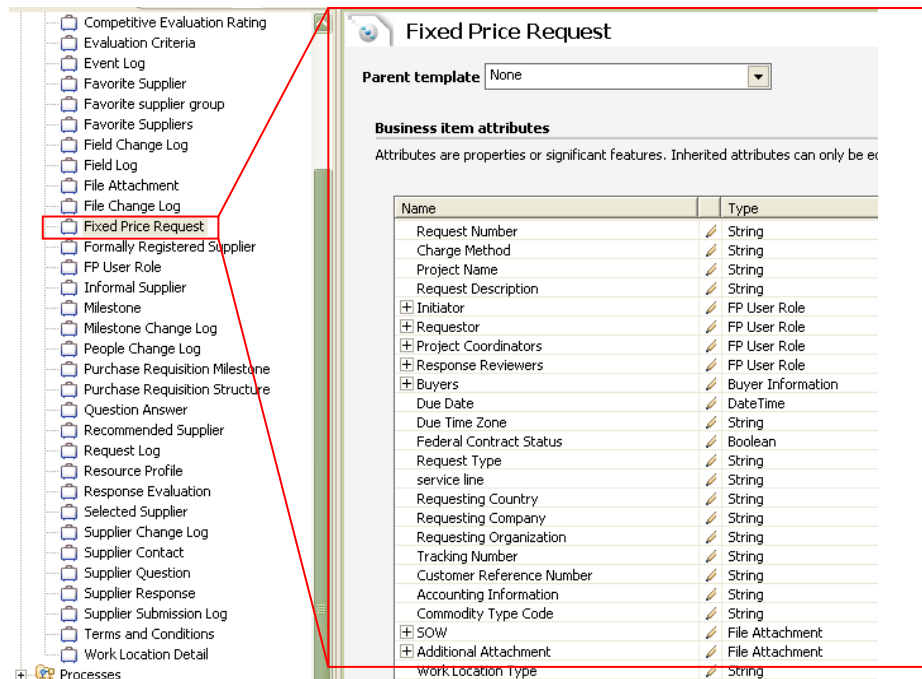 Competitive Evaluation Rating
Evaluation Criteria
Event Log
Favorite Supplier
Favorite supplier group
Favorite Suppliers
Field Change Log
Field Log
File Attachment
File Change Log
Fixed Price Request
Formally Registered Supplier
FP User Role
Informal Supplier
Milestone
Milestone Change Log
People Change Log
Purchase Requisition Milestone
Purchase Requisition Structure
Question Answer
Recommended Supplier
Request Log
Resource Profile
Response Evaluation
Selected Supplier
Supplier Change Log
Supplier Contact
Supplier Question
Supplier Response
Supplier Submission Log
Terms and Conditions
Work Location Detail
Processes
Fixed Price Request
Parent template None
Business item attributes
Attributes are properties or significant features. Inherited attributes can only be
Name Type
Request Number String
Charge Method String
Project Name String
Request Description String
Initiator FP User Role
Requestor FP User Role
Project Coordinators FP User Role
Response Reviewers FP User Role
Buyers Buyer Information
Due Date DateTime
Due Time Zone String
Federal Contract Status Boolean
Request Type String
service line String
Requesting Country String
Requesting Company String
Requesting Organization String
Tracking Number String
Customer Reference Number String
Accounting Information String
Commodity Type Code String
SOW File Attachment
Additional Attachment File Attachment
Work Location Type String